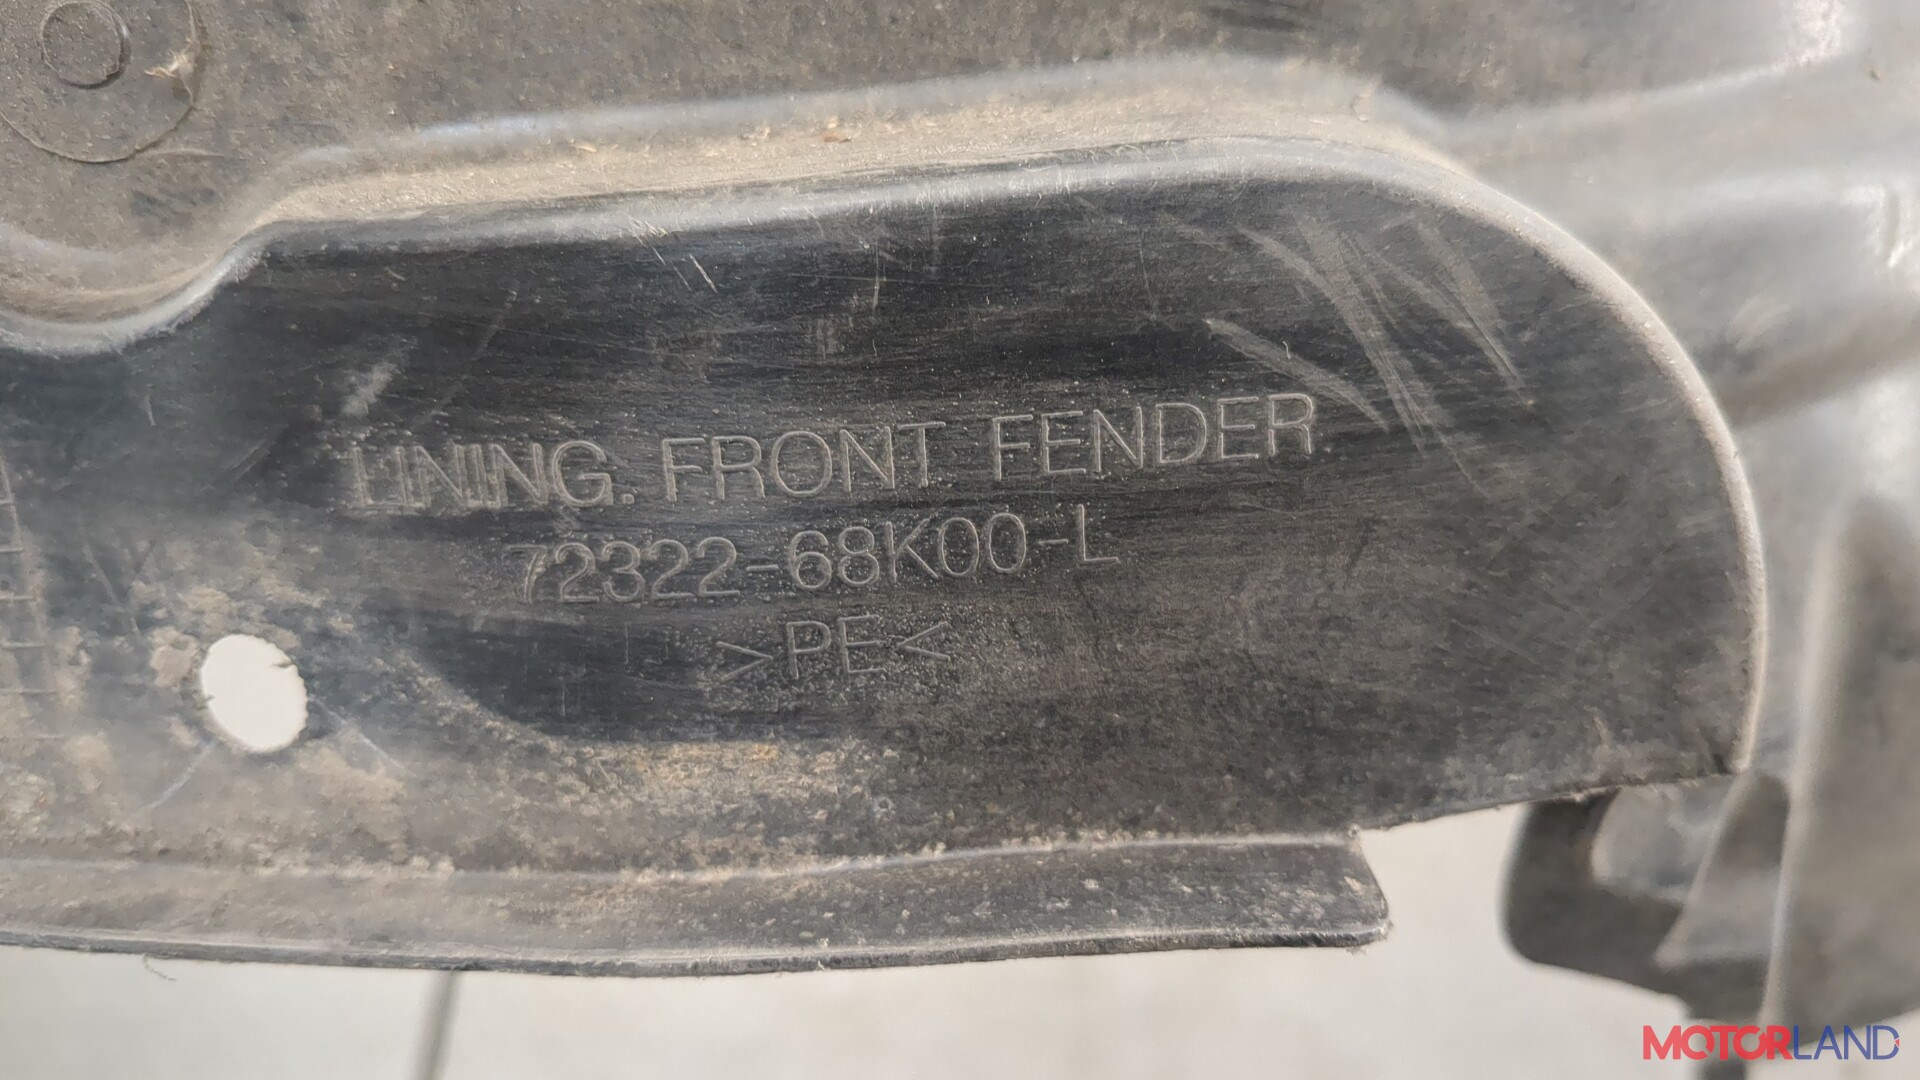 LINING. FRONT FENDER
72322-68K00-L
>PE<
MOTORLAND